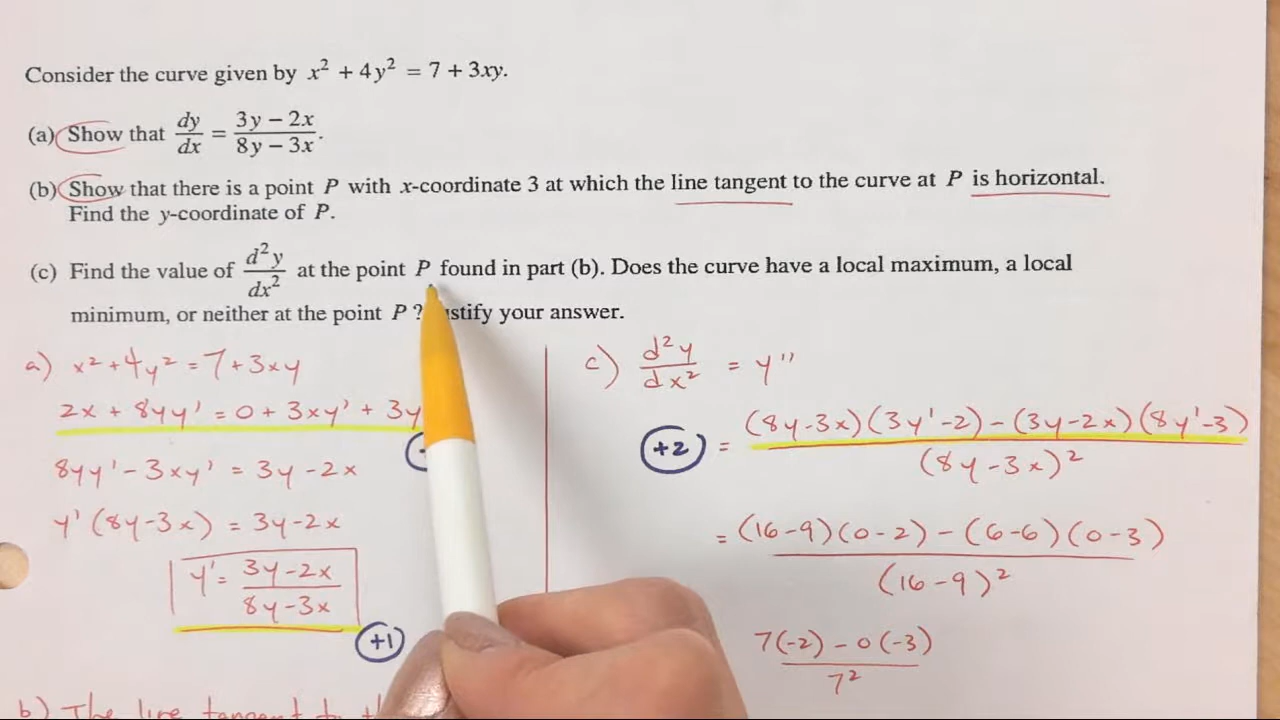 Consider the curve given by x² + 4y² = 7 + 3xy.
(a) Show that dy/dx = (3y − 2x)/(8y − 3x).
(b) Show that there is a point P with x-coordinate 3 at which the line tangent to the curve at P is horizontal.
Find the y-coordinate of P.
(c) Find the value of d²y/dx² at the point P found in part (b). Does the curve have a local maximum, a local
minimum, or neither at the point P? ustify your answer.
a) x² + 4y² = 7 + 3xy
2x + 8yy' = 0 + 3xy' + 3y
8yy' − 3xy' = 3y − 2x
y'(8y − 3x) = 3y − 2x
y' = (3y − 2x)/(8y − 3x)
+1
b) The line tangent to
c) d²y/dx² = y''
+2 = ((8y − 3x)(3y' − 2) − (3y − 2x)(8y' − 3))/(8y − 3x)²
= ((16 − 9)(0 − 2) − (6 − 6)(0 − 3))/(16 − 9)²
(7(−2) − 0(−3))/7²